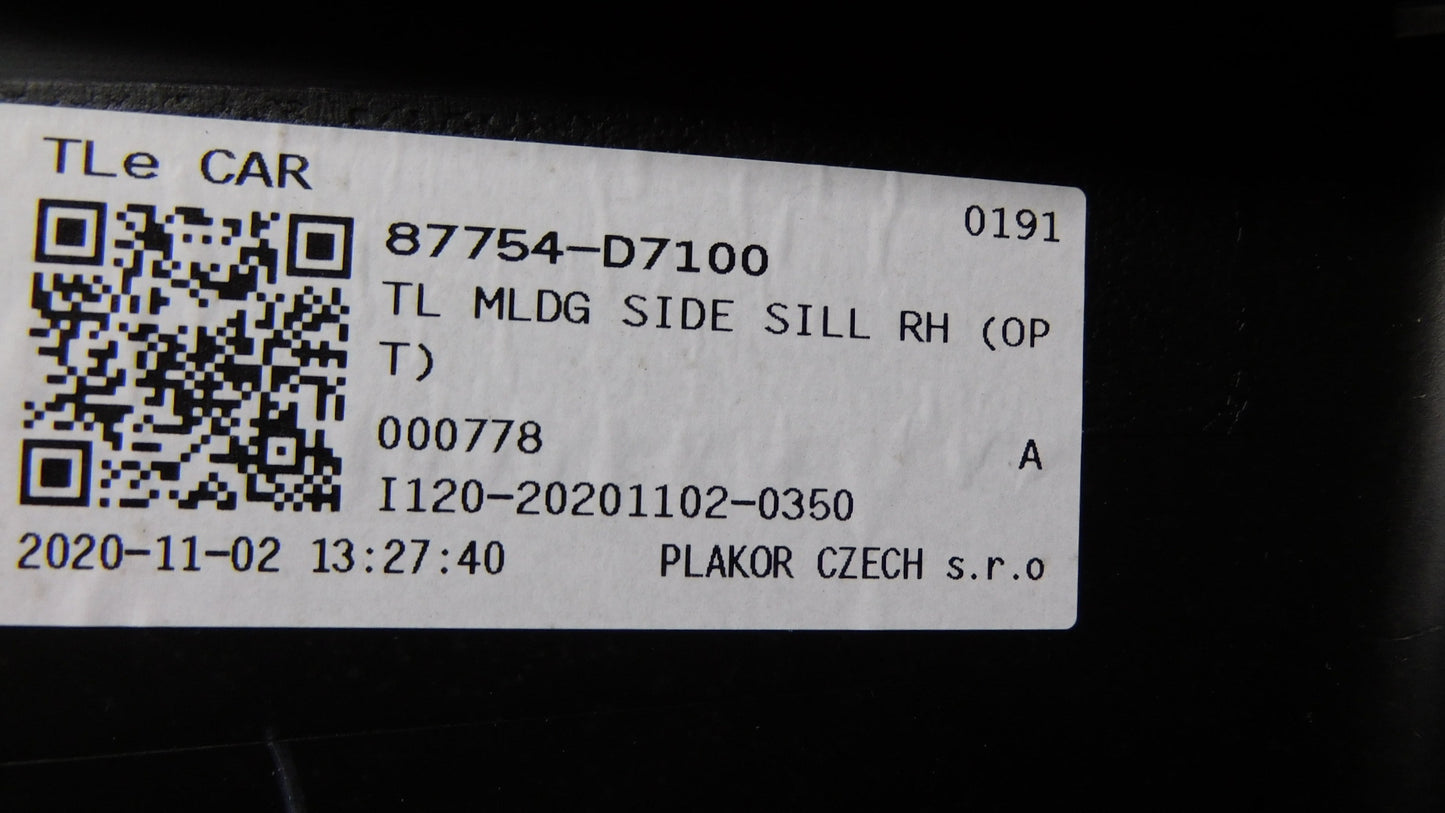 TLe CAR
0191
87754-D7100
TL MLDG SIDE SILL RH (OP
T)
000778
A
I120-20201102-0350
2020-11-02 13:27:40
PLAKOR CZECH s.r.o